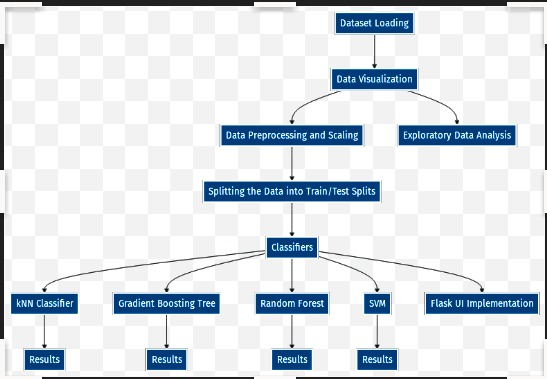 Dataset Loading
Data Visualization
Data Preprocessing and Scaling
Exploratory Data Analysis
Splitting the Data into Train/Test Splits
Classifiers
kNN Classifier
Gradient Boosting Tree
Random Forest
SVM
Flask UI Implementation
Results
Results
Results
Results